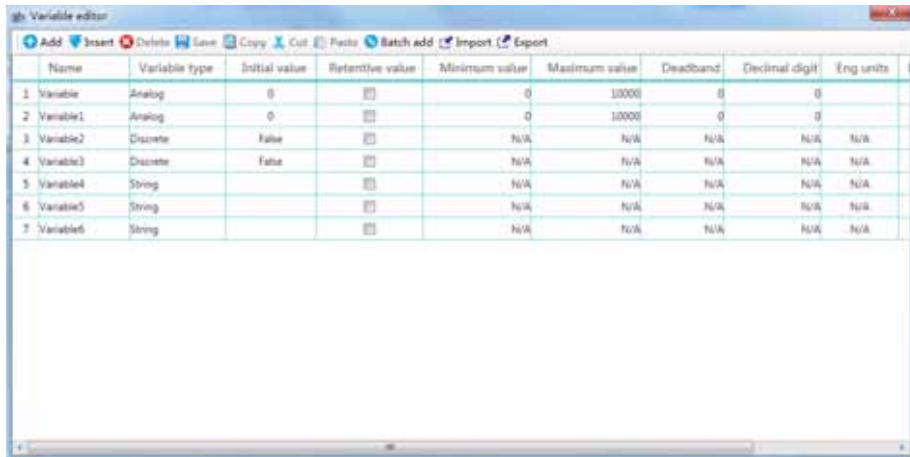 Variable editor
Add Insert Delete Save Copy Cut Paste Batch add Import Export
Name Variable type Initial value Retentive value Minimum value Maximum value Deadband Decimal digit Eng units
1 Variable Analog 0 0 10000 0 0
2 Variable1 Analog 0 0 10000 0 0
3 Variable2 Discrete False N/A N/A N/A N/A N/A
4 Variable3 Discrete False N/A N/A N/A N/A N/A
5 Variable4 String N/A N/A N/A N/A N/A
6 Variable5 String N/A N/A N/A N/A N/A
7 Variable6 String N/A N/A N/A N/A N/A